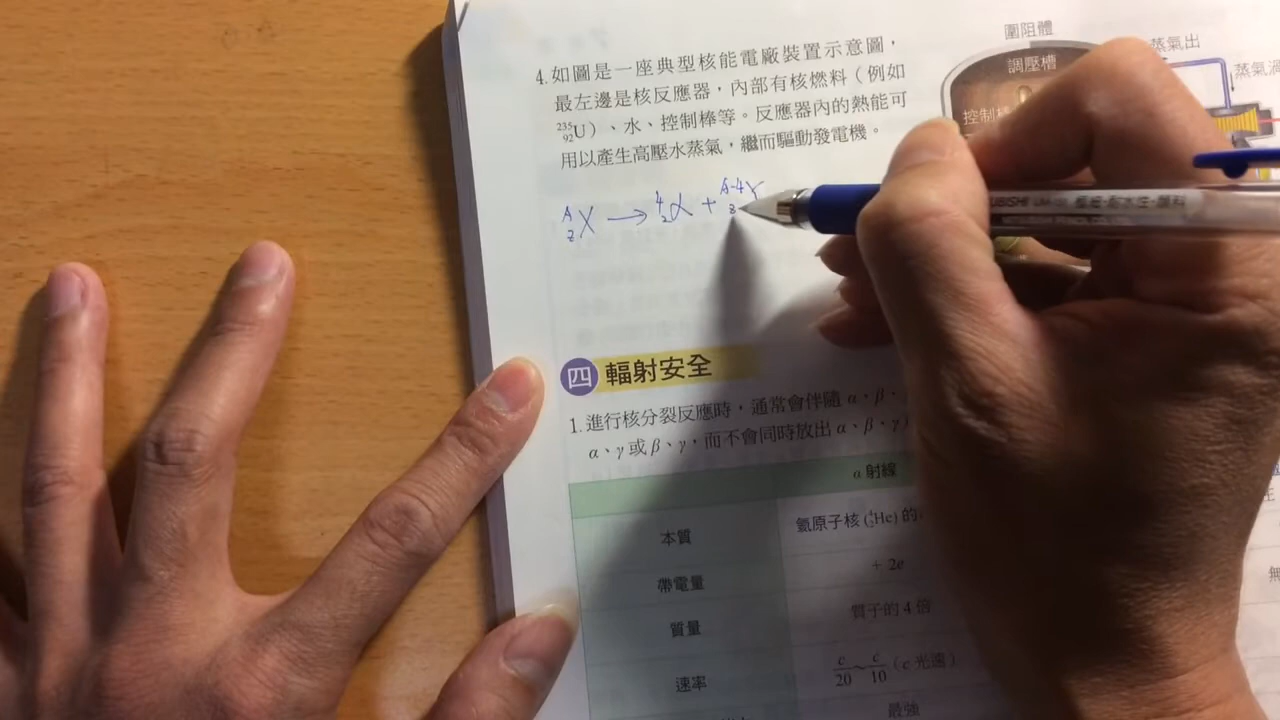 4.如圖是一座典型核能電廠裝置示意圖，
最左邊是核反應器，內部有核燃料（例如
²³⁵₉₂U）、水、控制棒等。反應器內的熱能可
用以產生高壓水蒸氣，繼而驅動發電機。
ᴬ_Z X → ⁴₂α + ᴬ⁻⁴_z Y
圍阻體
調壓槽
控制棒
蒸氣出
蒸氣渦
四 輻射安全
1.進行核分裂反應時，通常會伴隨 α、β、
α、γ 或 β、γ，而不會同時放出 α、β、γ）
α 射線
本質 氦原子核 (⁴₂He) 的
帶電量 + 2e
質量 質子的 4 倍
速率 c/20 ~ c/10（c 光速）
最強